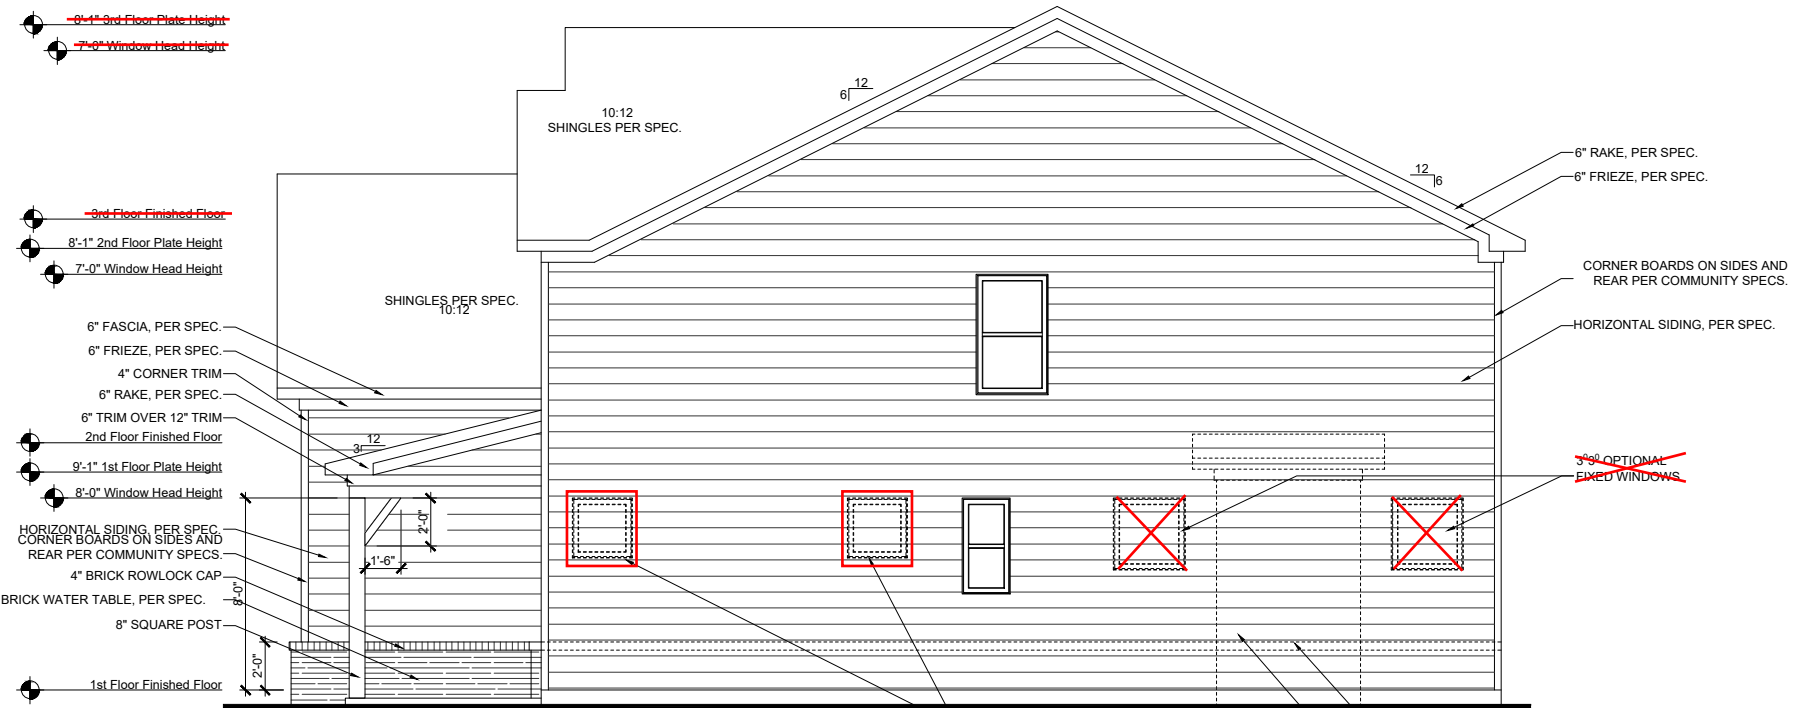 8'-1" 3rd Floor Plate Height
7'-0" Window Head Height
12
6
10:12
SHINGLES PER SPEC.
6" RAKE, PER SPEC.
12
6
6" FRIEZE, PER SPEC.
3rd Floor Finished Floor
8'-1" 2nd Floor Plate Height
7'-0" Window Head Height
CORNER BOARDS ON SIDES AND
REAR PER COMMUNITY SPECS.
SHINGLES PER SPEC.
10:12
HORIZONTAL SIDING, PER SPEC.
6" FASCIA, PER SPEC.
6" FRIEZE, PER SPEC.
4" CORNER TRIM
6" RAKE, PER SPEC.
6" TRIM OVER 12" TRIM
12
3
2nd Floor Finished Floor
9'-1" 1st Floor Plate Height
8'-0" Window Head Height
3⁰3⁰ OPTIONAL
FIXED WINDOWS
HORIZONTAL SIDING, PER SPEC.
CORNER BOARDS ON SIDES AND
REAR PER COMMUNITY SPECS.
2'-0"
1'-6"
4" BRICK ROWLOCK CAP
8'-0"
BRICK WATER TABLE, PER SPEC.
8" SQUARE POST
2'-0"
1st Floor Finished Floor